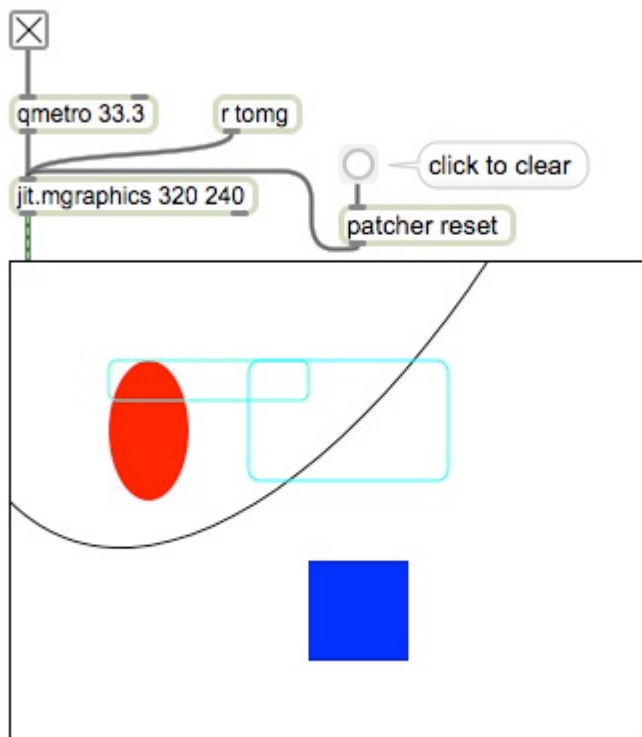 qmetro 33.3
r tomg
click to clear
jit.mgraphics 320 240
patcher reset